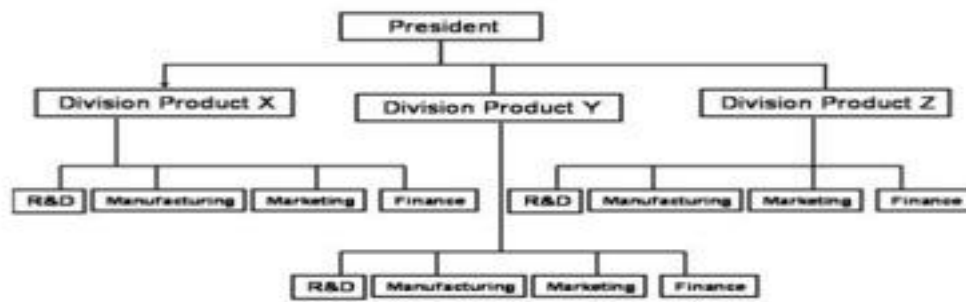 President
Division Product X
Division Product Y
Division Product Z
R&D Manufacturing Marketing Finance
R&D Manufacturing Marketing Finance
R&D Manufacturing Marketing Finance